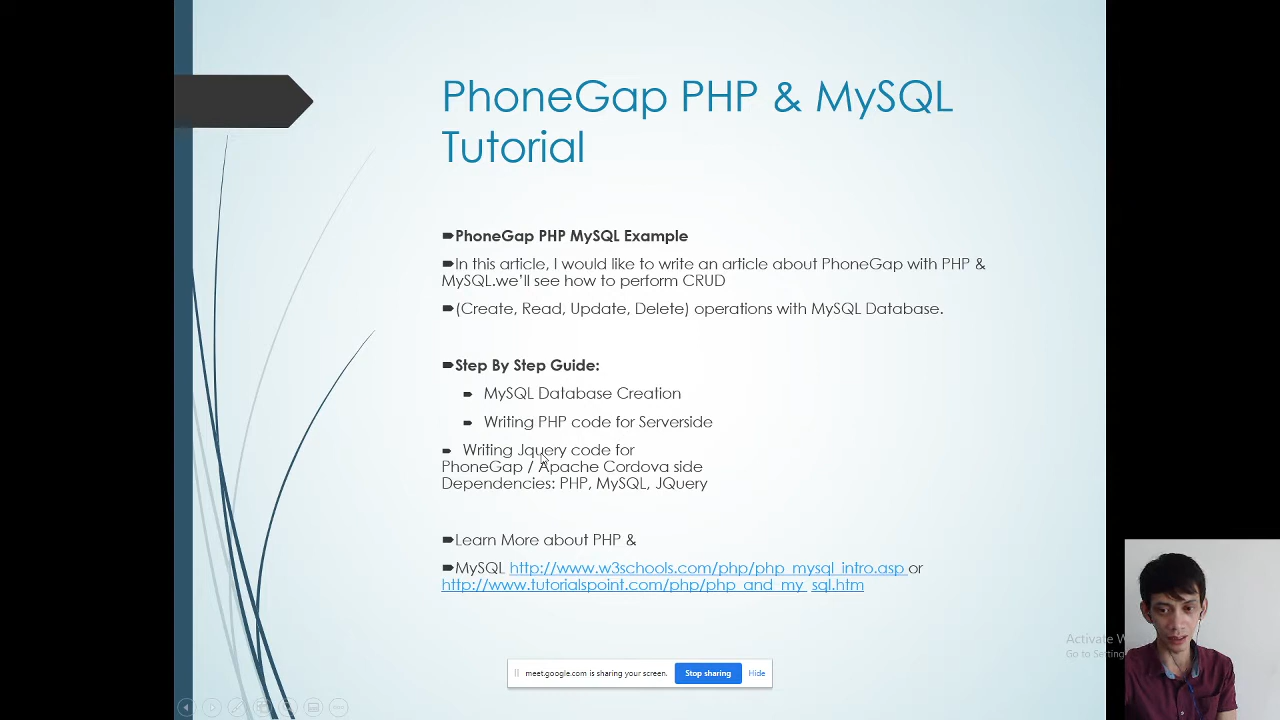 PhoneGap PHP & MySQL
Tutorial
PhoneGap PHP MySQL Example
In this article, I would like to write an article about PhoneGap with PHP &
MySQL.we'll see how to perform CRUD
(Create, Read, Update, Delete) operations with MySQL Database.
Step By Step Guide:
MySQL Database Creation
Writing PHP code for Serverside
Writing Jquery code for
PhoneGap / Apache Cordova side
Dependencies: PHP, MySQL, JQuery
Learn More about PHP &
MySQL http://www.w3schools.com/php/php_mysql_intro.asp or
http://www.tutorialspoint.com/php/php_and_my_ sql.htm
Activate W
Go to Setting
meet.google.com is sharing your screen. Stop sharing Hide